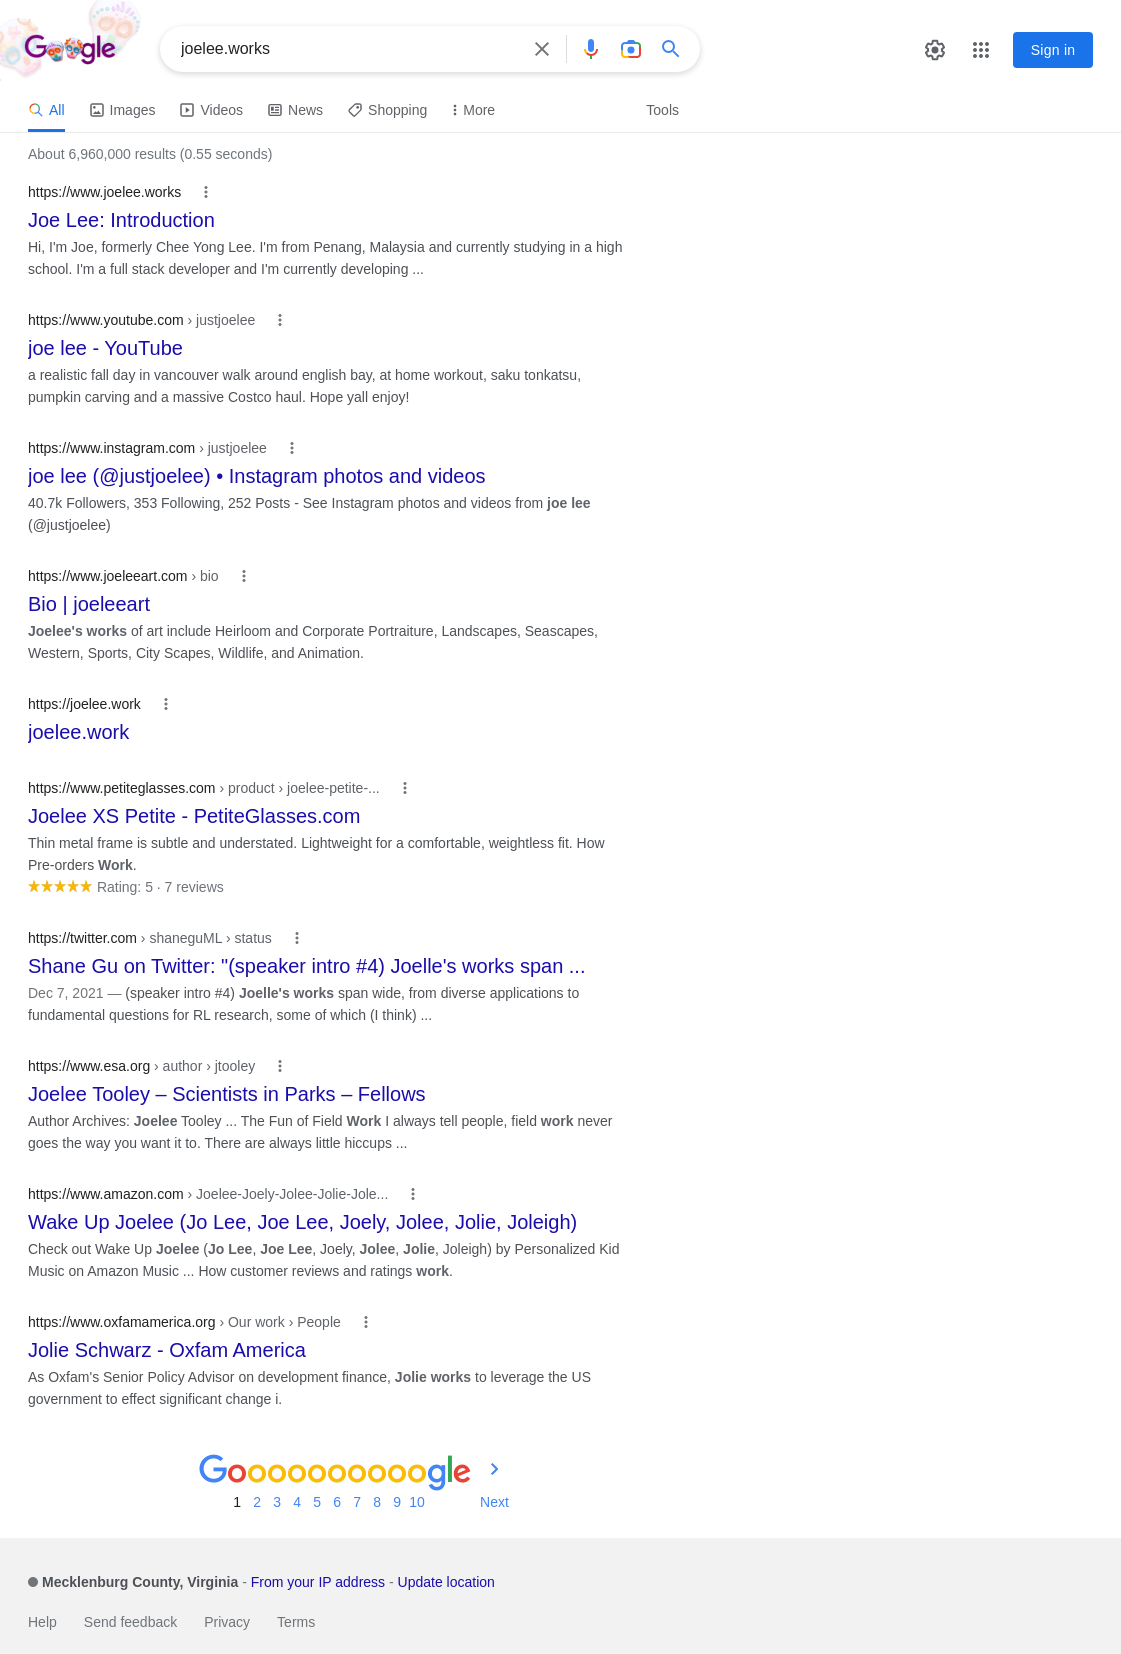 Google
joelee.works
Sign in
All Images Videos News Shopping More Tools
About 6,960,000 results (0.55 seconds)
https://www.joelee.works
Joe Lee: Introduction
Hi, I'm Joe, formerly Chee Yong Lee. I'm from Penang, Malaysia and currently studying in a high
school. I'm a full stack developer and I'm currently developing ...
https://www.youtube.com › justjoelee
joe lee - YouTube
a realistic fall day in vancouver walk around english bay, at home workout, saku tonkatsu,
pumpkin carving and a massive Costco haul. Hope yall enjoy!
https://www.instagram.com › justjoelee
joe lee (@justjoelee) • Instagram photos and videos
40.7k Followers, 353 Following, 252 Posts - See Instagram photos and videos from joe lee
(@justjoelee)
https://www.joeleeart.com › bio
Bio | joeleeart
Joelee's works of art include Heirloom and Corporate Portraiture, Landscapes, Seascapes,
Western, Sports, City Scapes, Wildlife, and Animation.
https://joelee.work
joelee.work
https://www.petiteglasses.com › product › joelee-petite-...
Joelee XS Petite - PetiteGlasses.com
Thin metal frame is subtle and understated. Lightweight for a comfortable, weightless fit. How
Pre-orders Work.
Rating: 5 · 7 reviews
https://twitter.com › shaneguML › status
Shane Gu on Twitter: "(speaker intro #4) Joelle's works span ...
Dec 7, 2021 — (speaker intro #4) Joelle's works span wide, from diverse applications to
fundamental questions for RL research, some of which (I think) ...
https://www.esa.org › author › jtooley
Joelee Tooley – Scientists in Parks – Fellows
Author Archives: Joelee Tooley ... The Fun of Field Work I always tell people, field work never
goes the way you want it to. There are always little hiccups ...
https://www.amazon.com › Joelee-Joely-Jolee-Jolie-Jole...
Wake Up Joelee (Jo Lee, Joe Lee, Joely, Jolee, Jolie, Joleigh)
Check out Wake Up Joelee (Jo Lee, Joe Lee, Joely, Jolee, Jolie, Joleigh) by Personalized Kid
Music on Amazon Music ... How customer reviews and ratings work.
https://www.oxfamamerica.org › Our work › People
Jolie Schwarz - Oxfam America
As Oxfam's Senior Policy Advisor on development finance, Jolie works to leverage the US
government to effect significant change i.
Goooooooooogle
1 2 3 4 5 6 7 8 9 10 Next
Mecklenburg County, Virginia - From your IP address - Update location
Help Send feedback Privacy Terms